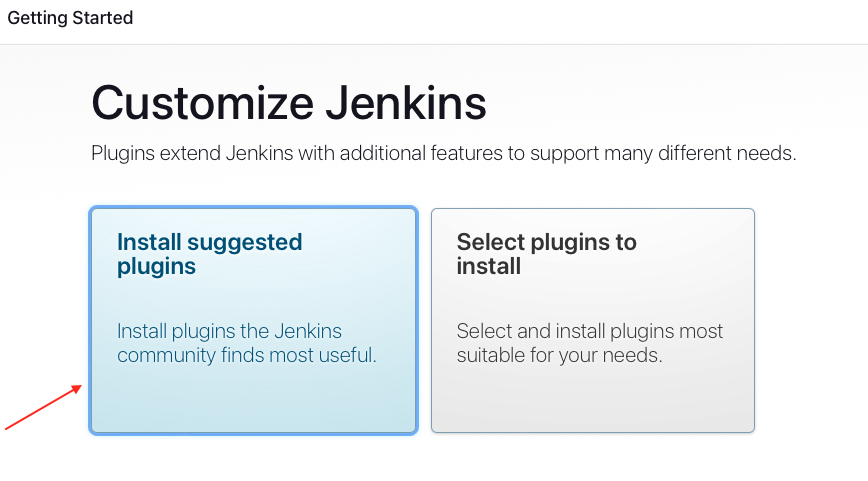 Getting Started
Customize Jenkins
Plugins extend Jenkins with additional features to support many different needs.
Install suggested
plugins
Install plugins the Jenkins
community finds most useful.
Select plugins to
install
Select and install plugins most
suitable for your needs.